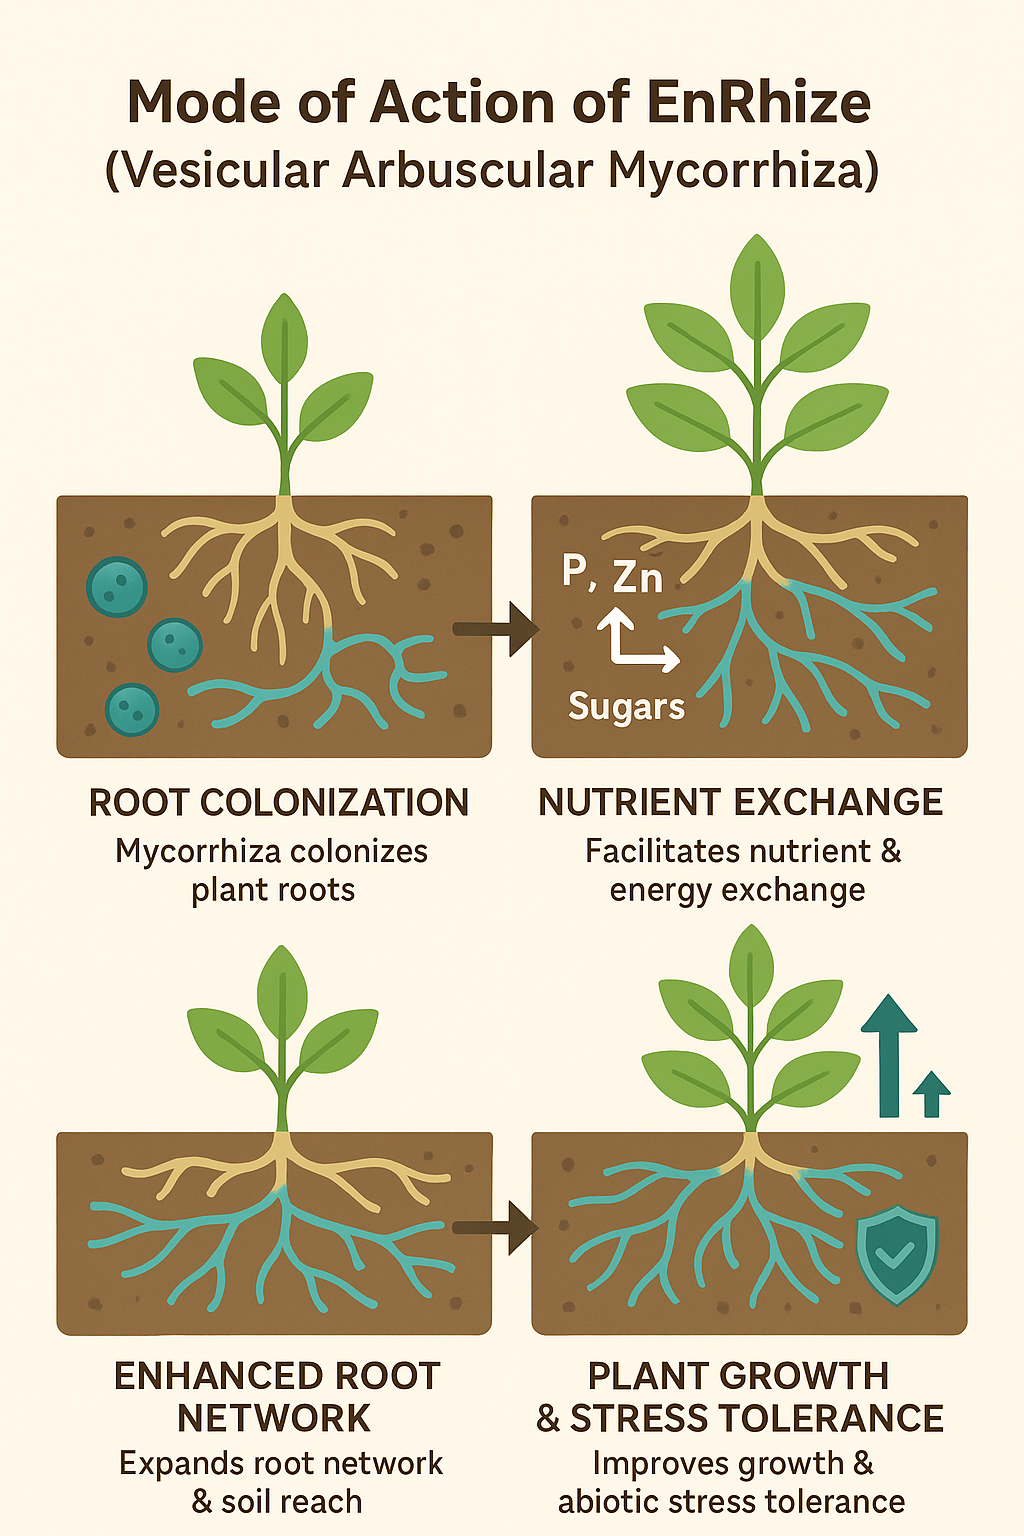 Mode of Action of EnRhize
(Vesicular Arbuscular Mycorrhiza)
P, Zn
Sugars
ROOT COLONIZATION
Mycorrhiza colonizes
plant roots
NUTRIENT EXCHANGE
Facilitates nutrient &
energy exchange
ENHANCED ROOT
NETWORK
Expands root network
& soil reach
PLANT GROWTH
& STRESS TOLERANCE
Improves growth &
abiotic stress tolerance